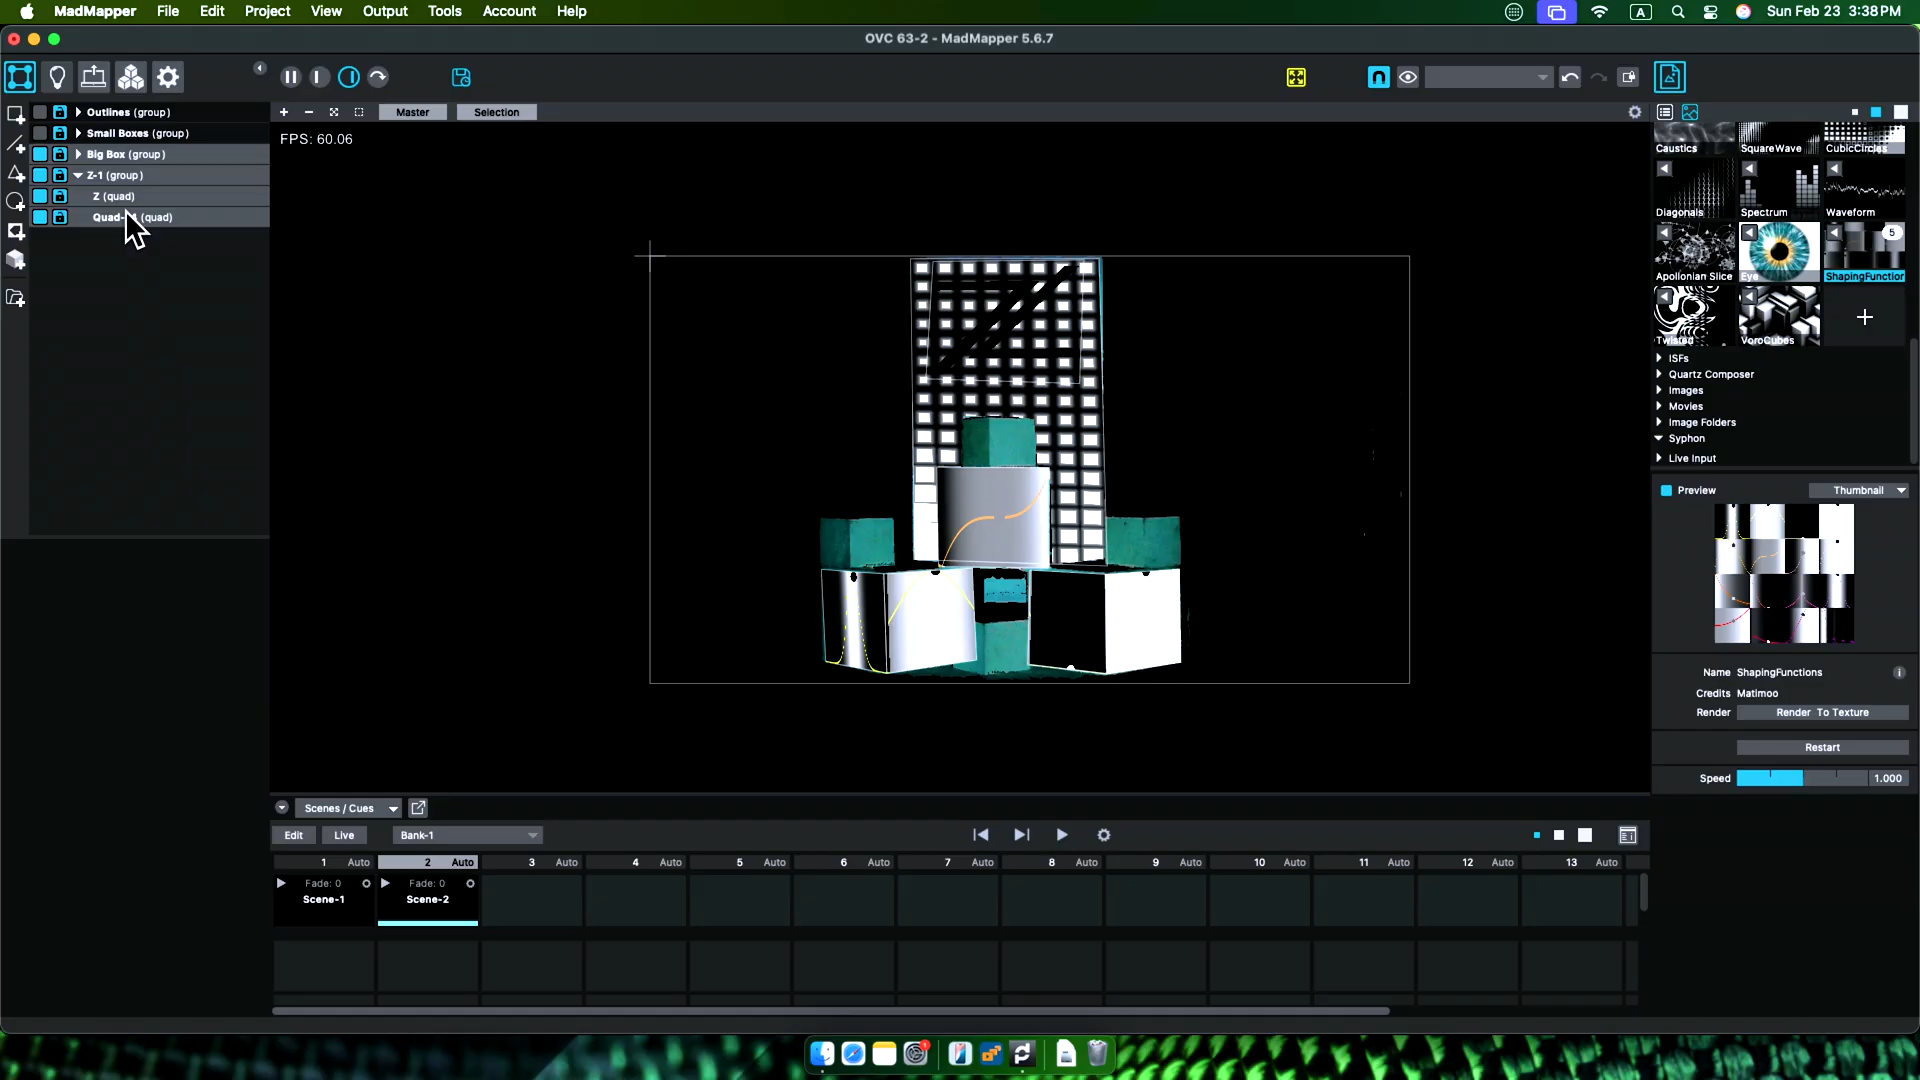 MadMapper File Edit Project View Output Tools Account Help A Sun Feb 23 3:38 PM
OVC 63-2 - MadMapper 5.6.7
Outlines (group)
Small Boxes (group)
Big Box (group)
Z-1 (group)
Z (quad)
(quad)
Master Selection
FPS: 60.06
Caustics SquareWave CubicCircles
Diagonals Spectrum Waveform
5
Apollonian Slice Eye ShapingFunction
Twisted VoroCubes
ISFs
Quartz Composer
Images
Movies
Image Folders
Syphon
Live Input
Preview Thumbnail
Name ShapingFunctions
Credits Matimoo
Render Render To Texture
Restart
Speed 1.000
Scenes / Cues
Edit Live Bank-1
1 Auto 2 Auto 3 Auto 4 Auto 5 Auto 6 Auto 7 Auto 8 Auto 9 Auto 10 Auto 11 Auto 12 Auto 13 Auto
Fade: 0 Fade: 0
Scene-1 Scene-2